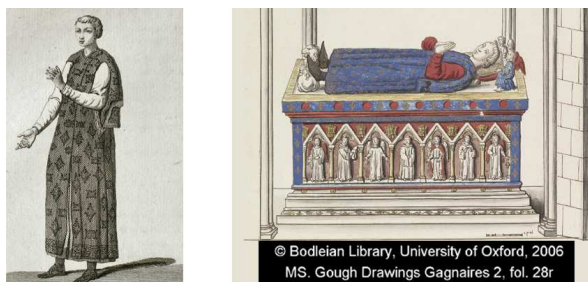 © Bodleian Library, University of Oxford, 2006
MS. Gough Drawings Gagnaires 2, fol. 28r